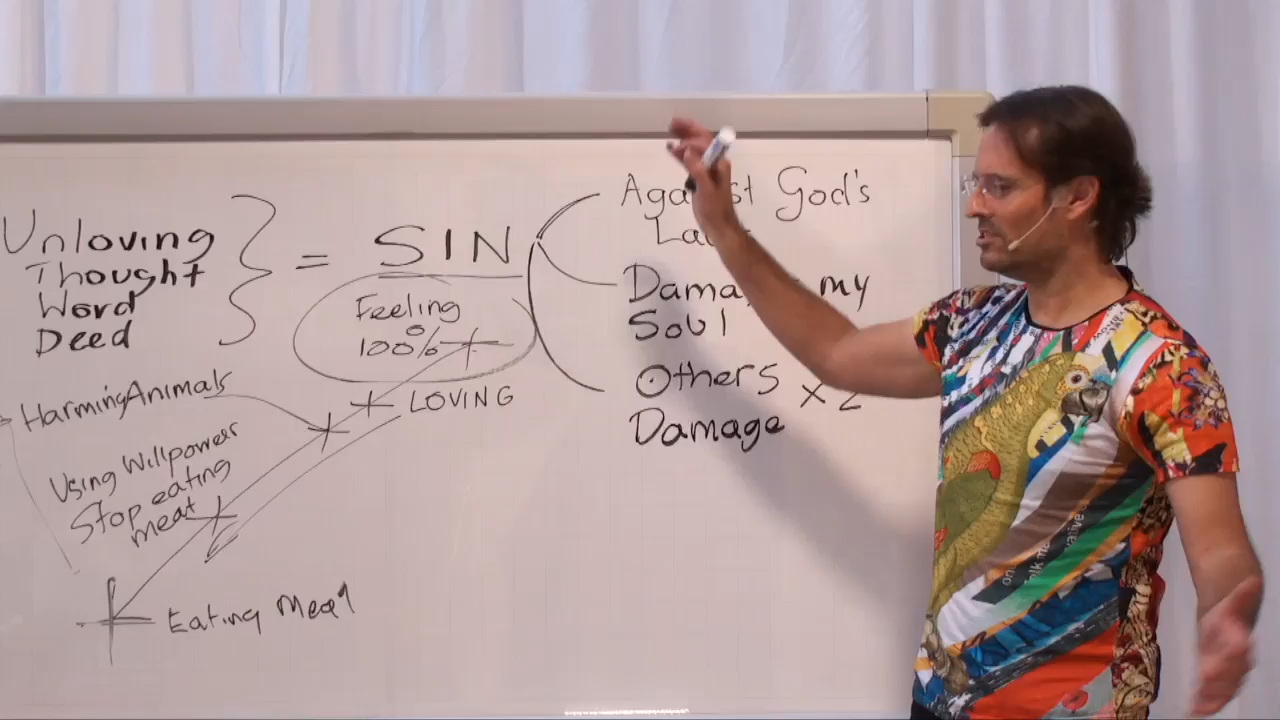 Unloving
Thought
Word
Deed
= SIN
Feeling
100%
LOVING
Harming Animals
Using Willpower
Stop eating
meat
Eating Meat
Against God's
Damage my
Soul
Others x 2
Damage